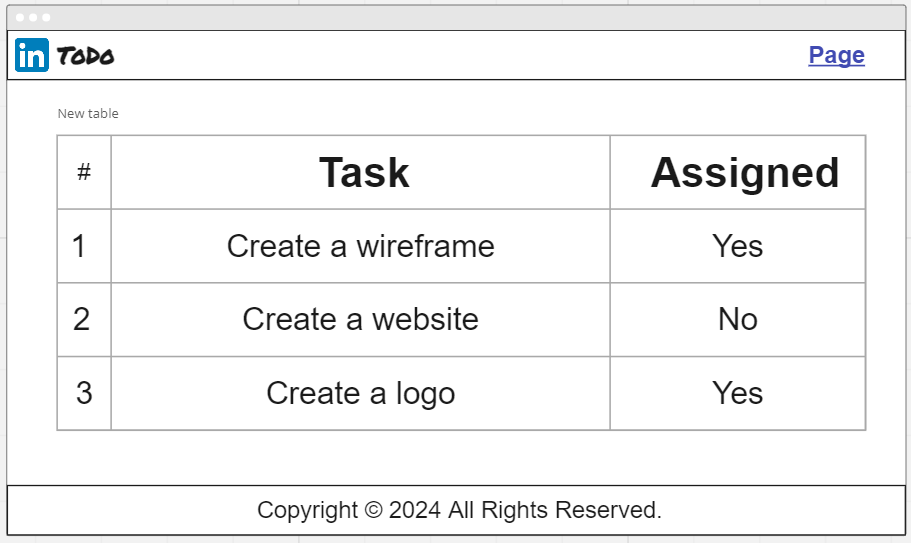 in ToDo Page
New table
# Task Assigned
1 Create a wireframe Yes
2 Create a website No
3 Create a logo Yes
Copyright © 2024 All Rights Reserved.